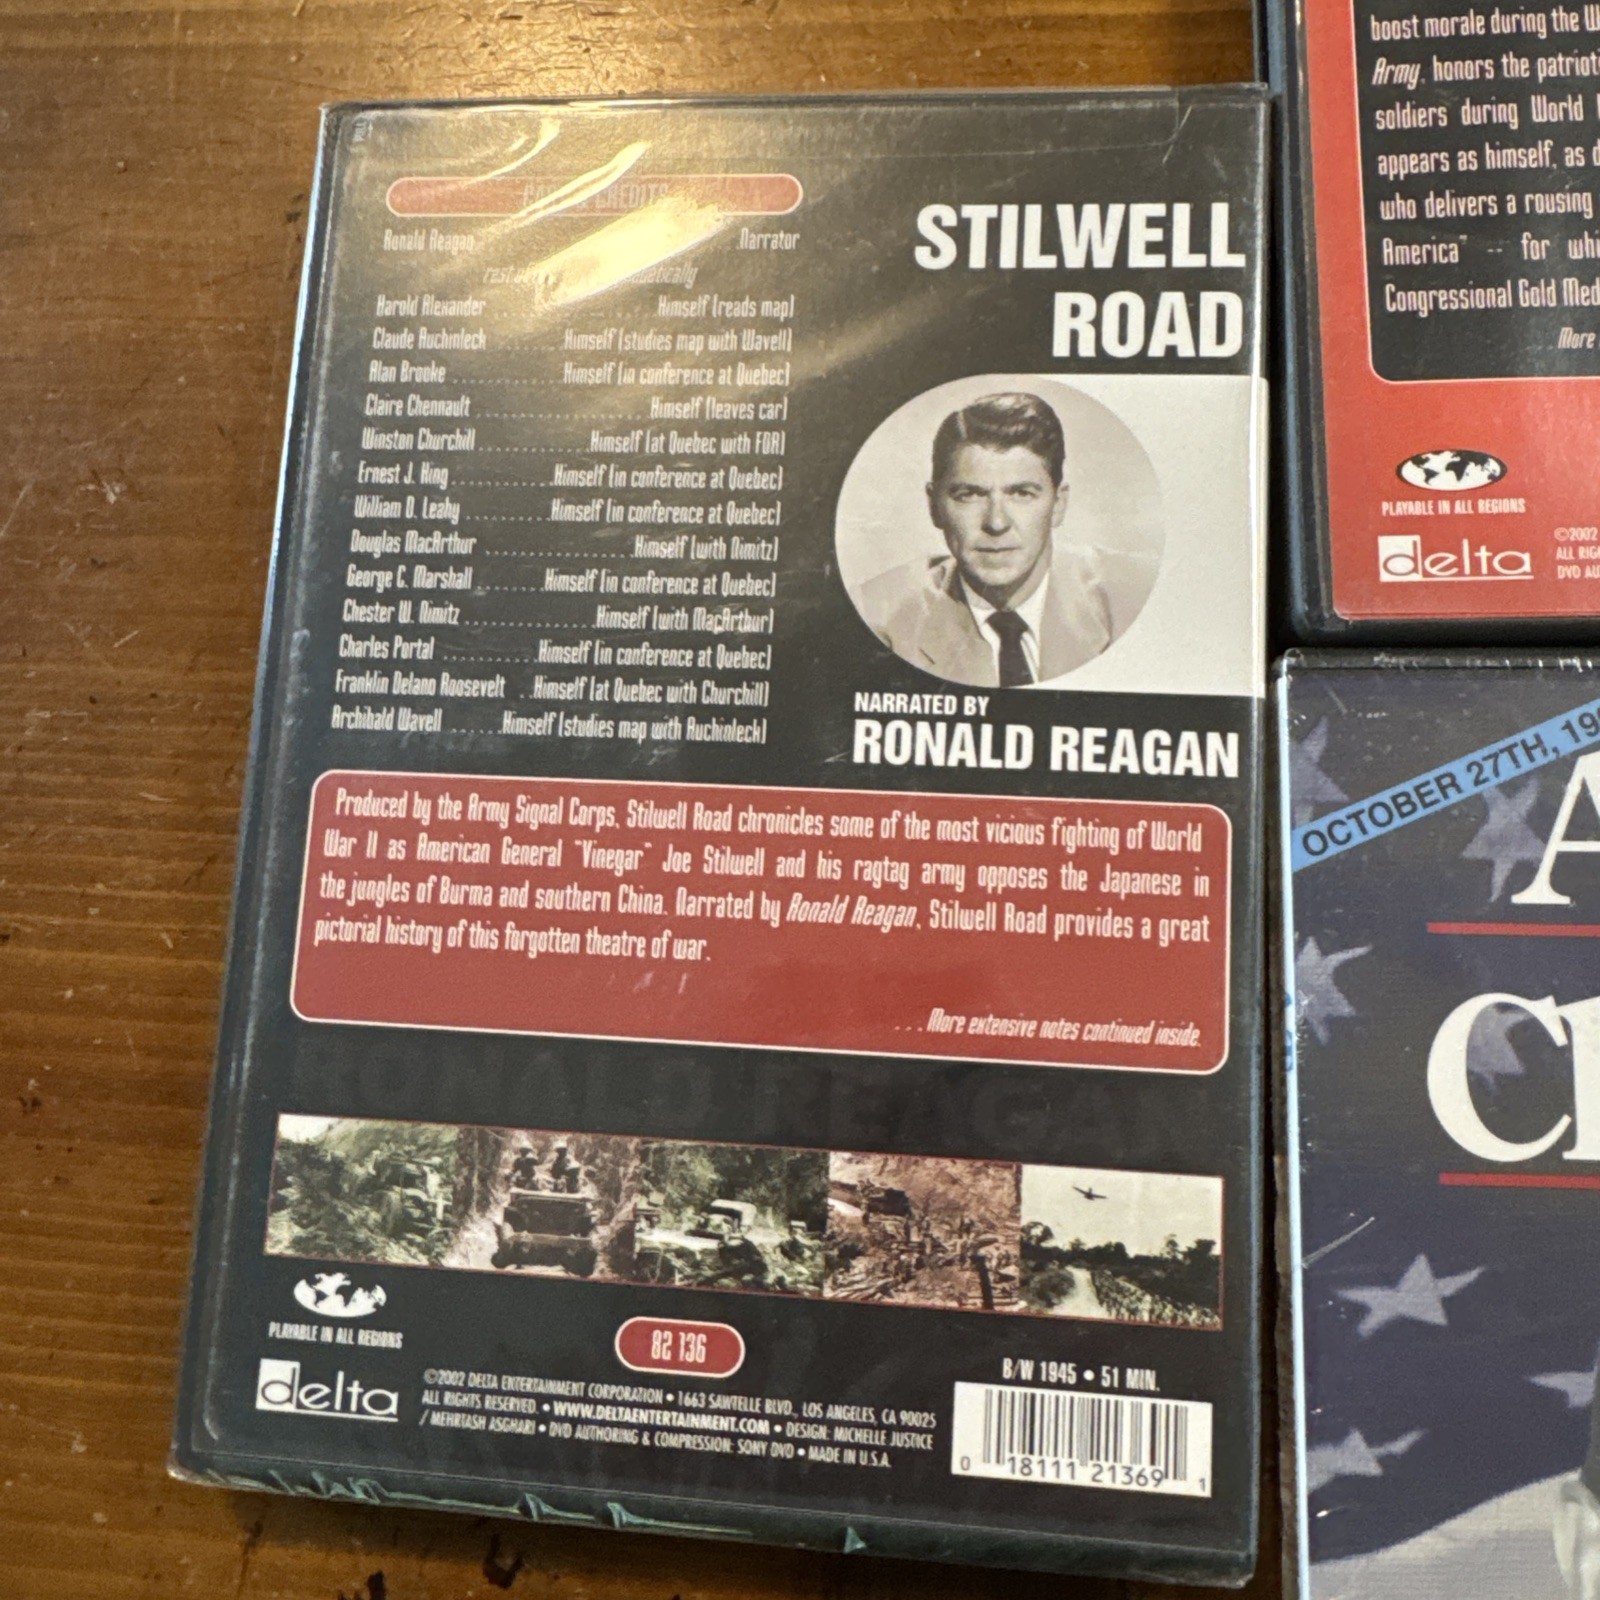 CREDITS
Ronald Reagan Narrator
Harold Alexander Himself (reads map)
Claude Auchinleck ........Himself (studies map with Wavell)
Alan Brooke ............Himself (in conference at Quebec)
Claire Chennault ..................Himself (leaves car)
Winston Churchill ............Himself (at Quebec with FDR)
Ernest J. King...........Himself (in conference at Quebec)
William D. Leahy .........Himself (in conference at Quebec)
Douglas MacArthur ................Himself (with Nimitz)
George C. Marshall .......Himself (in conference at Quebec)
Chester W. Nimitz ..............Himself (with MacArthur)
Charles Portal ..........Himself (in conference at Quebec)
Franklin Delano Roosevelt ..Himself (at Quebec with Churchill)
Archibald Wavell ......Himself (studies map with Auchinleck)
STILWELL
ROAD
NARRATED BY
RONALD REAGAN
Produced by the Army Signal Corps, Stilwell Road chronicles some of the most vicious fighting of World
War II as American General "Vinegar" Joe Stilwell and his ragtag army opposes the Japanese in
the jungles of Burma and southern China. Narrated by Ronald Reagan, Stilwell Road provides a great
pictorial history of this forgotten theatre of war.
...More extensive notes continued inside.
RONALD REAGAN
PLAYABLE IN ALL REGIONS
82 136
delta
©2002 DELTA ENTERTAINMENT CORPORATION • 1663 SAWTELLE BLVD., LOS ANGELES, CA 90025
ALL RIGHTS RESERVED. • WWW.DELTAENTERTAINMENT.COM • DESIGN: MICHELLE JUSTICE
/ MEHRTASH ASGHARI • DVD AUTHORING & COMPRESSION: SONY DVD • MADE IN U.S.A.
B/W 1945 • 51 MIN.
0 18111 21369 1
boost morale during the
Army, honors the
soldiers during World
appears as himself, as
who delivers a rousing
America" -- for
Congressional Gold
More
PLAYABLE IN ALL REGIONS
delta
©2002
ALL
DVD
OCTOBER 27TH,
A